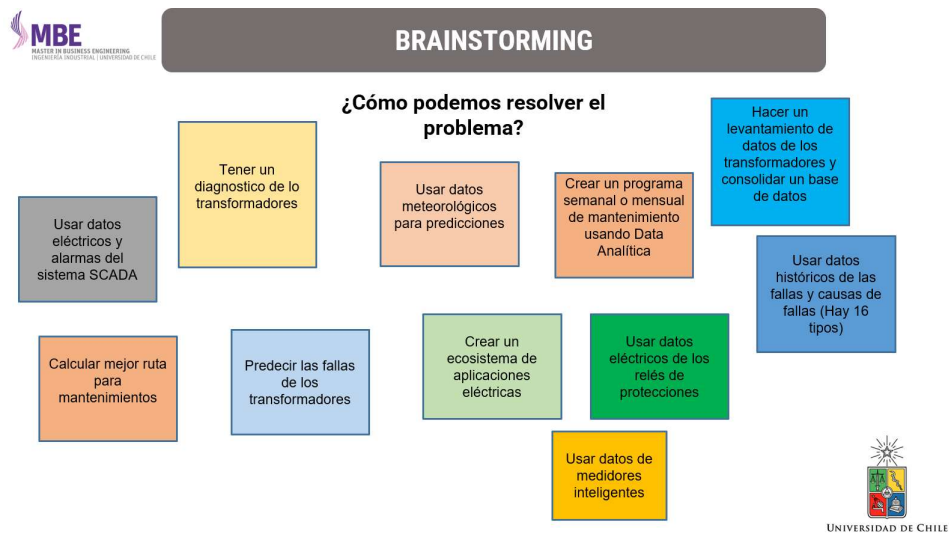 MBE
MASTER IN BUSINESS ENGINEERING
INGENIERÍA INDUSTRIAL | UNIVERSIDAD DE CHILE
BRAINSTORMING
¿Cómo podemos resolver el
problema?
Hacer un
levantamiento de
datos de los
transformadores y
consolidar un base
de datos
Tener un
diagnostico de lo
transformadores
Usar datos
meteorológicos
para predicciones
Crear un programa
semanal o mensual
de mantenimiento
usando Data
Analítica
Usar datos
eléctricos y
alarmas del
sistema SCADA
Usar datos
históricos de las
fallas y causas de
fallas (Hay 16
tipos)
Calcular mejor ruta
para
mantenimientos
Predecir las fallas
de los
transformadores
Crear un
ecosistema de
aplicaciones
eléctricas
Usar datos
eléctricos de los
relés de
protecciones
Usar datos de
medidores
inteligentes
UNIVERSIDAD DE CHILE